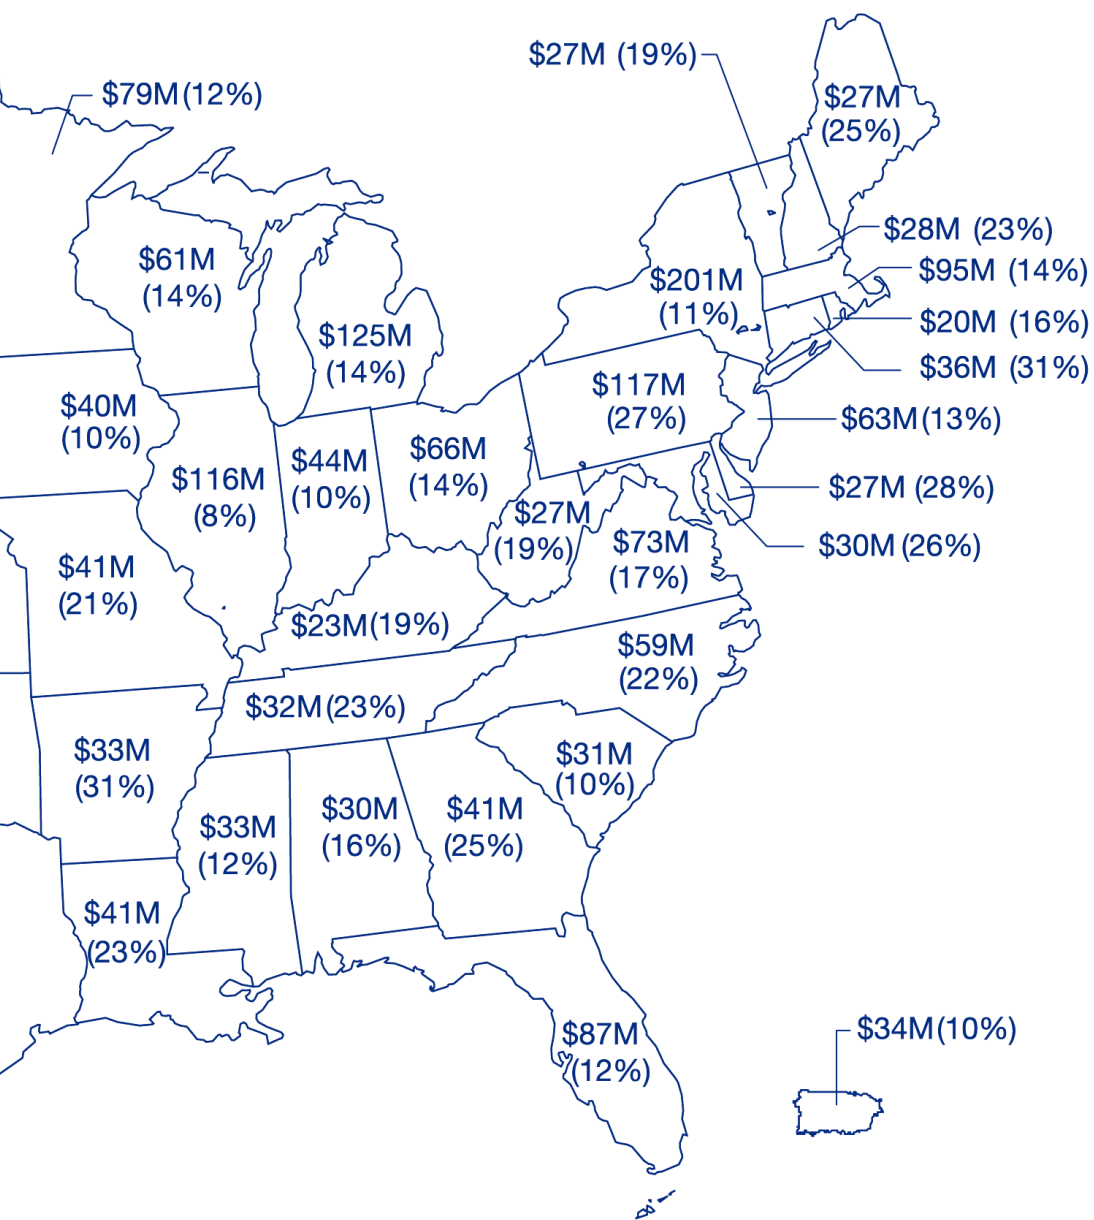 $27M (19%)
$79M (12%)
$27M
(25%)
$28M (23%)
$61M
(14%)
$201M
(11%)
$95M (14%)
$20M (16%)
$125M
(14%)
$36M (31%)
$117M
(27%)
$40M
(10%)
$63M (13%)
$66M
(14%)
$44M
(10%)
$116M
(8%)
$27M (28%)
$27M
(19%)
$73M
(17%)
$30M (26%)
$41M
(21%)
$23M (19%)
$59M
(22%)
$32M (23%)
$33M
(31%)
$31M
(10%)
$33M
(12%)
$30M
(16%)
$41M
(25%)
$41M
(23%)
$87M
(12%)
$34M (10%)